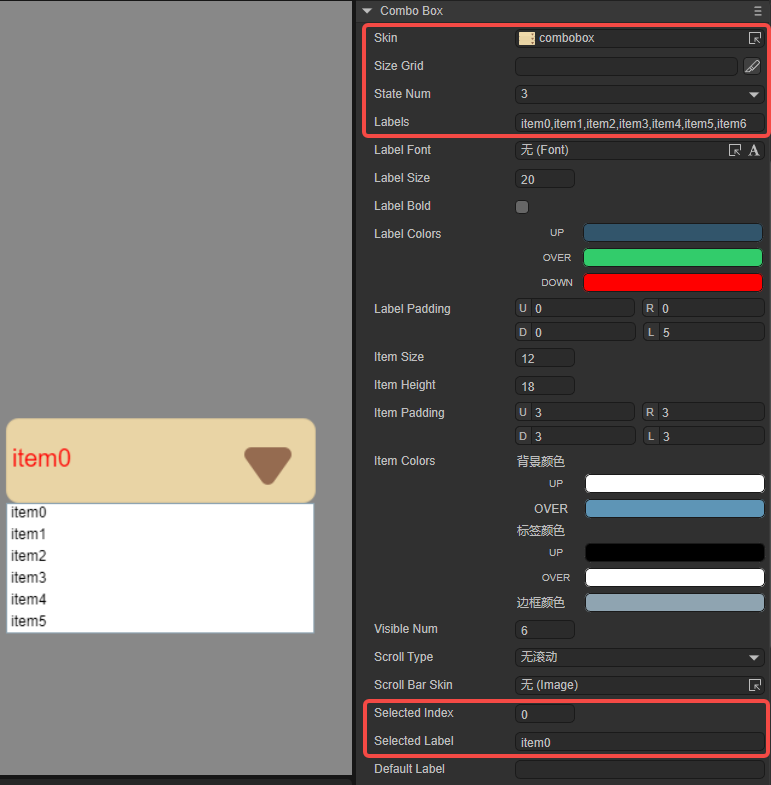 Combo Box
Skin combobox
Size Grid
State Num 3
Labels item0,item1,item2,item3,item4,item5,item6
Label Font 无 (Font) A
Label Size 20
Label Bold
Label Colors UP
OVER
DOWN
Label Padding U 0 R 0
D 0 L 5
Item Size 12
Item Height 18
Item Padding U 3 R 3
D 3 L 3
Item Colors 背景颜色
UP
OVER
标签颜色
UP
OVER
边框颜色
Visible Num 6
Scroll Type 无滚动
Scroll Bar Skin 无 (Image)
Selected Index 0
Selected Label item0
Default Label
item0
item0
item1
item2
item3
item4
item5